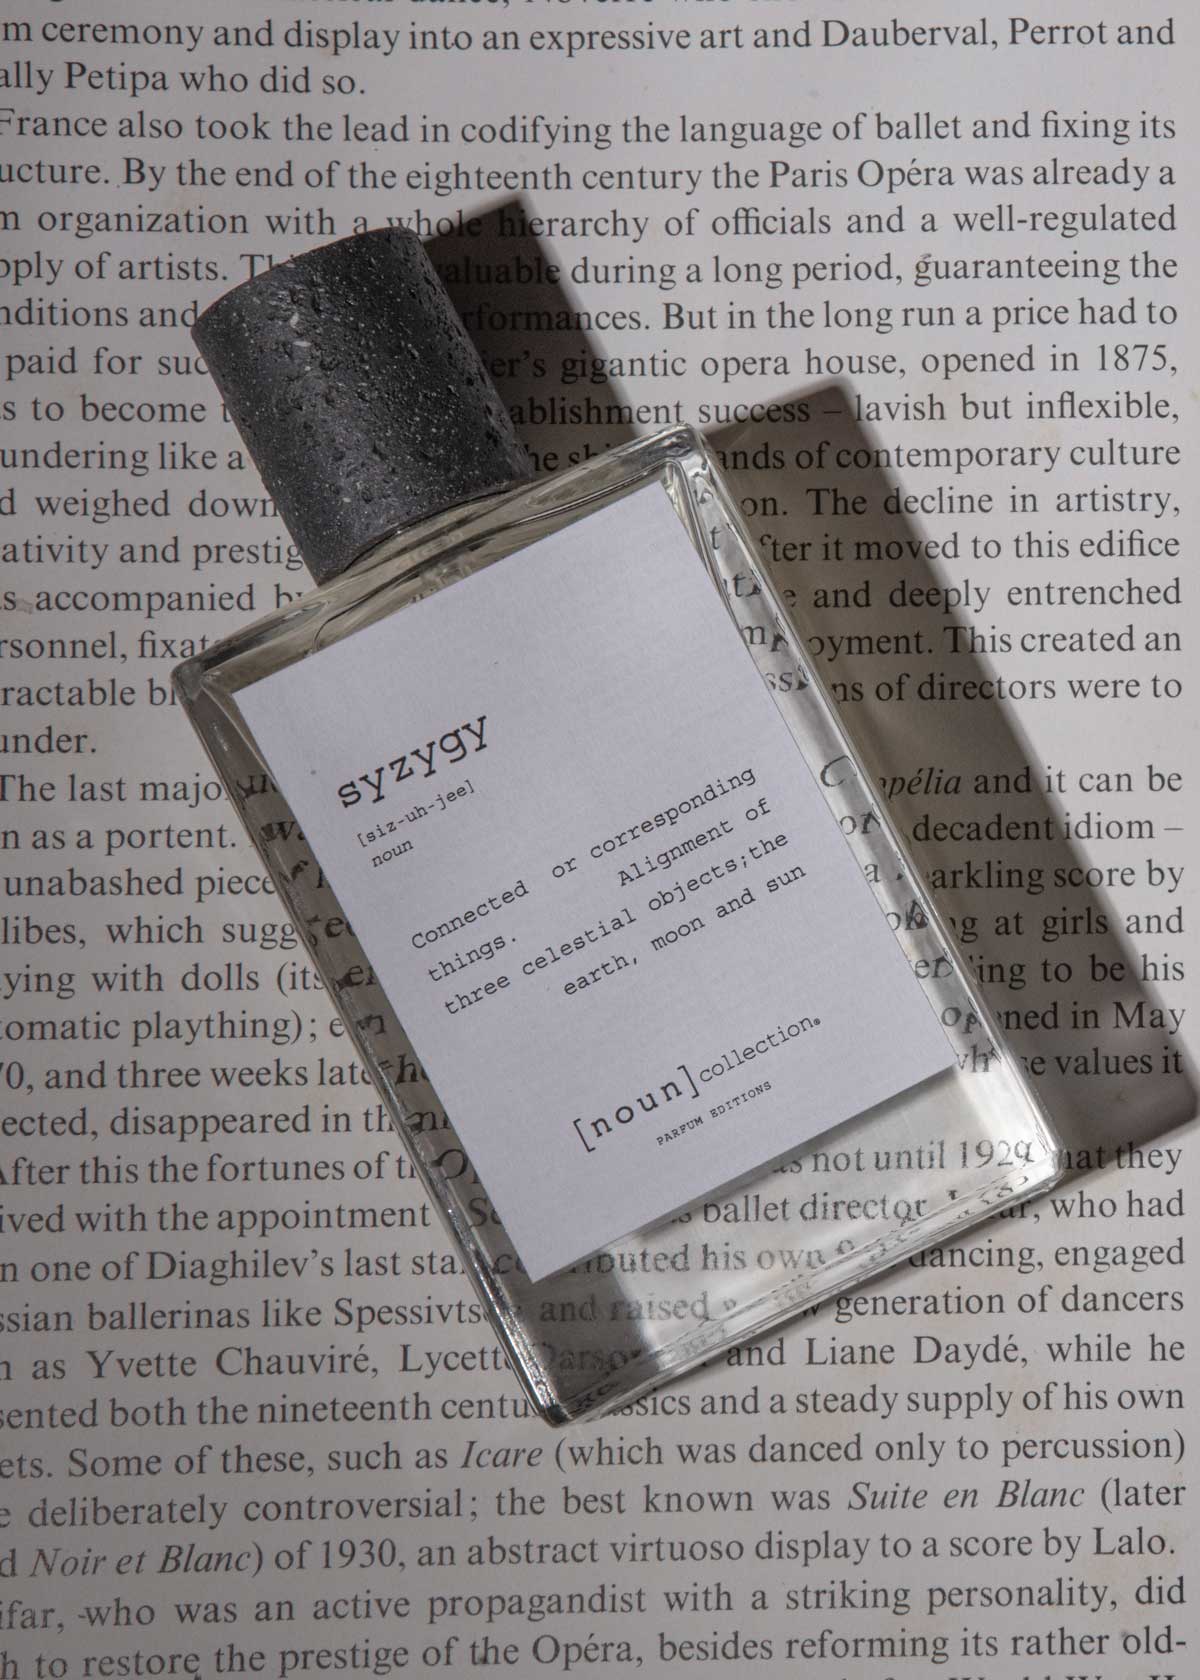 m ceremony and display into an expressive art and Dauberval, Perrot and
ally Petipa who did so.
France also took the lead in codifying the language of ballet and fixing its
ucture. By the end of the eighteenth century the Paris Opéra was already a
m organization with a whole hierarchy of officials and a well-regulated
pply of artists. valuable during a long period, guaranteeing the
nditions and formances. But in the long run a price had to
paid for suc er's gigantic opera house, opened in 1875,
s to become ablishment success – lavish but inflexible,
undering like a he sh ands of contemporary culture
d weighed down on. The decline in artistry,
ativity and prestig fter it moved to this edifice
s accompanied by e and deeply entrenched
rsonnel, fixat oyment. This created an
ractable bl ns of directors were to
under.
The last majo Coppélia and it can be
n as a portent. decadent idiom –
unabashed piece a arkling score by
libes, which sugge at girls and
ying with dolls (its ing to be his
tomatic plaything); e opened in May
70, and three weeks late values it
ected, disappeared in th
After this the fortunes of t as not until 1929 that they
ived with the appointment ballet director who had
n one of Diaghilev's last sta buted his own dancing, engaged
ssian ballerinas like Spessivts and raised generation of dancers
h as Yvette Chauviré, Lycett Darso and Liane Daydé, while he
sented both the nineteenth centu ssics and a steady supply of his own
ets. Some of these, such as Icare (which was danced only to percussion)
e deliberately controversial; the best known was Suite en Blanc (later
d Noir et Blanc) of 1930, an abstract virtuoso display to a score by Lalo.
ifar, who was an active propagandist with a striking personality, did
h to restore the prestige of the Opéra, besides reforming its rather old-
syzygy
[siz-uh-jee]
noun
Connected or corresponding
things. Alignment of
three celestial objects;the
earth, moon and sun
[noun]collection®
PARFUM EDITIONS